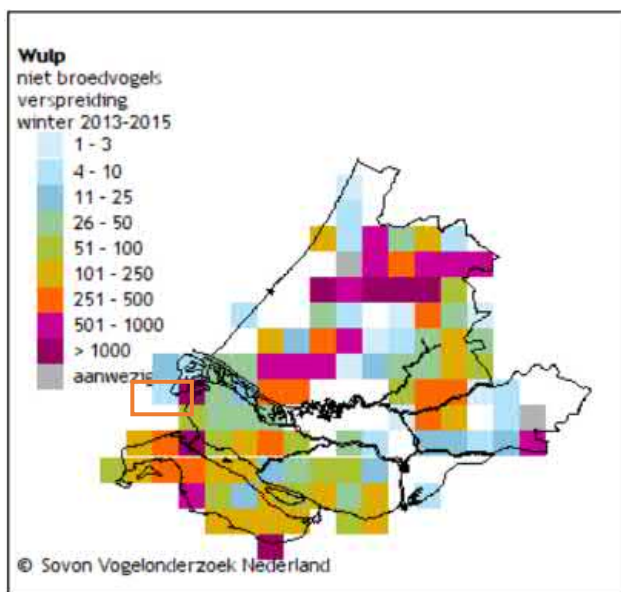 Wulp
niet broedvogels
verspreiding
winter 2013-2015
1 - 3
4 - 10
11 - 25
26 - 50
51 - 100
101 - 250
251 - 500
501 - 1000
> 1000
aanwezig
© Sovon Vogelonderzoek Nederland